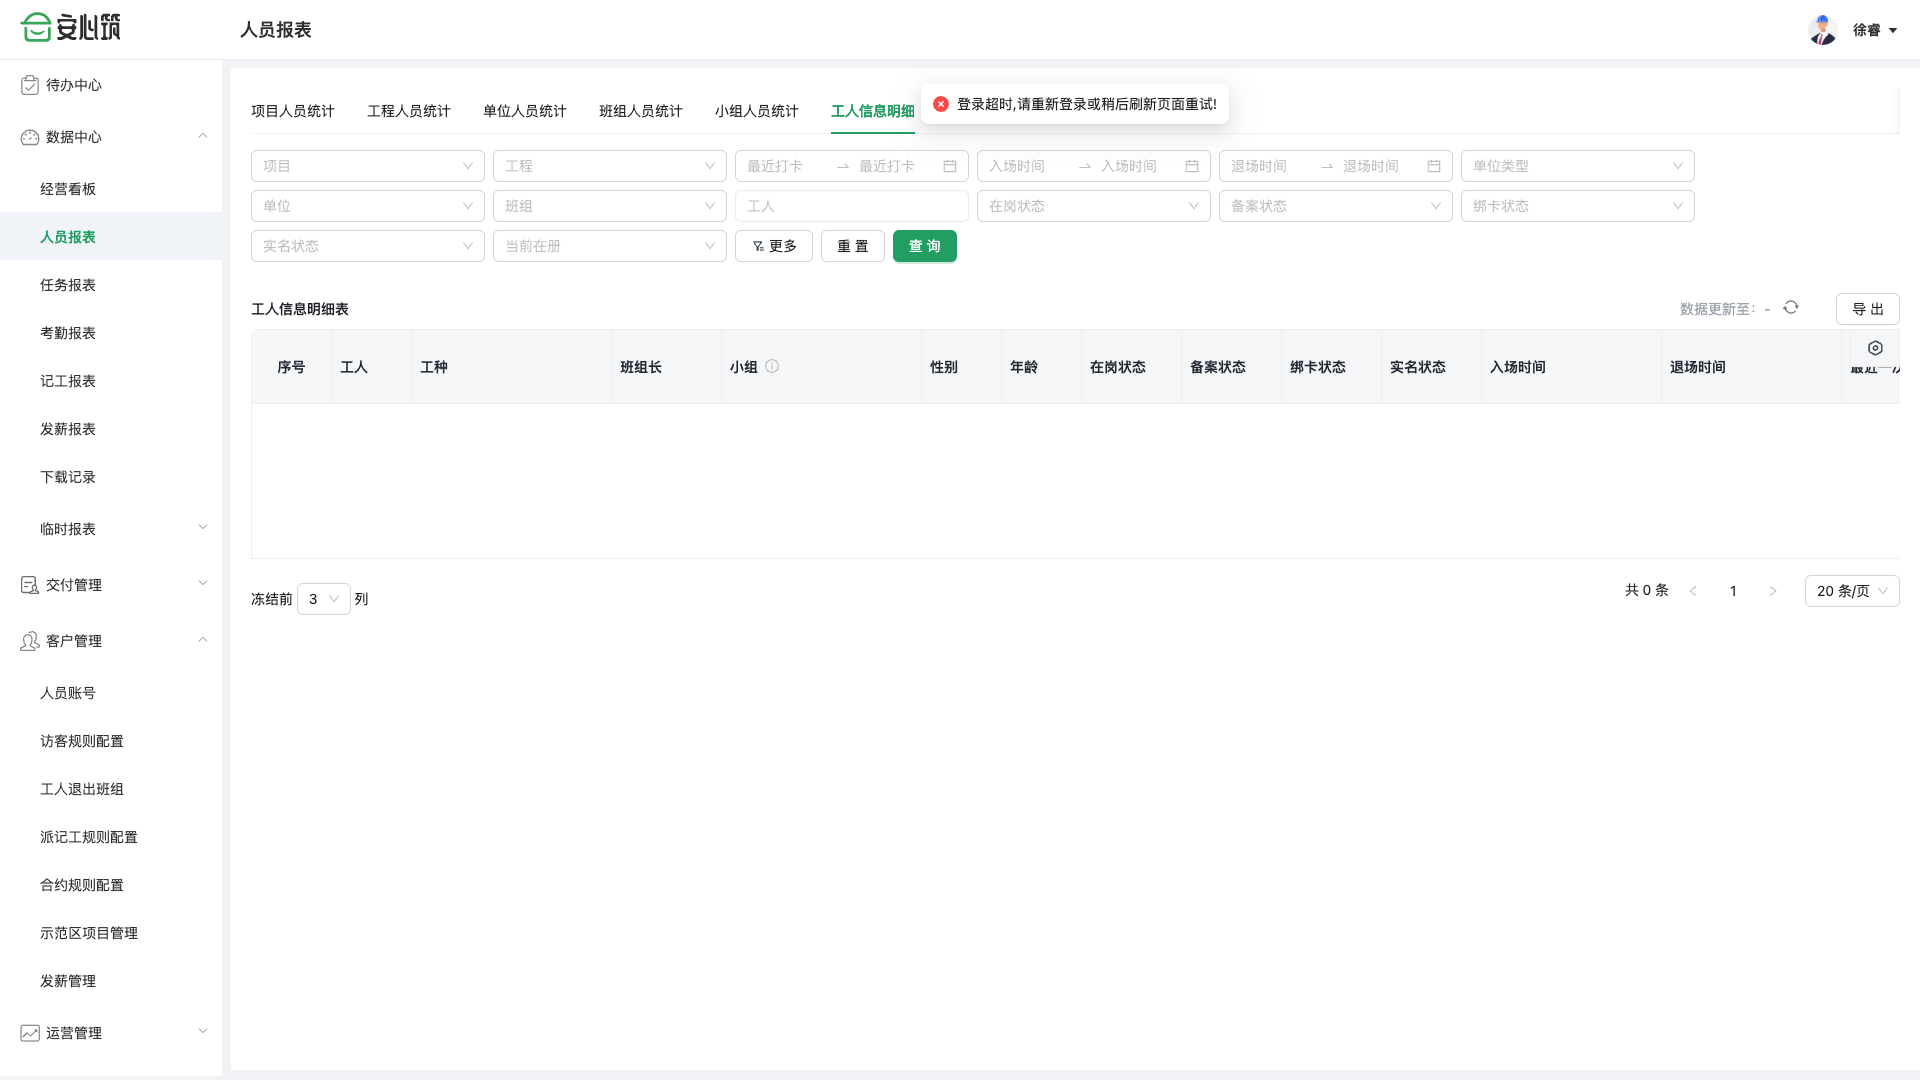 安心筑
人员报表
徐睿
待办中心
数据中心
经营看板
人员报表
任务报表
考勤报表
记工报表
发薪报表
下载记录
临时报表
交付管理
客户管理
人员账号
访客规则配置
工人退出班组
派记工规则配置
合约规则配置
示范区项目管理
发薪管理
运营管理
项目人员统计 工程人员统计 单位人员统计 班组人员统计 小组人员统计 工人信息明细
登录超时,请重新登录或稍后刷新页面重试!
项目 工程 最近打卡 → 最近打卡 入场时间 → 入场时间 退场时间 → 退场时间 单位类型
单位 班组 工人 在岗状态 备案状态 绑卡状态
实名状态 当前在册 更多 重 置 查 询
工人信息明细表
数据更新至: - 导 出
序号 工人 工种 班组长 小组 性别 年龄 在岗状态 备案状态 绑卡状态 实名状态 入场时间 退场时间 最近一次
冻结前 3 列
共 0 条 < 1 > 20 条/页